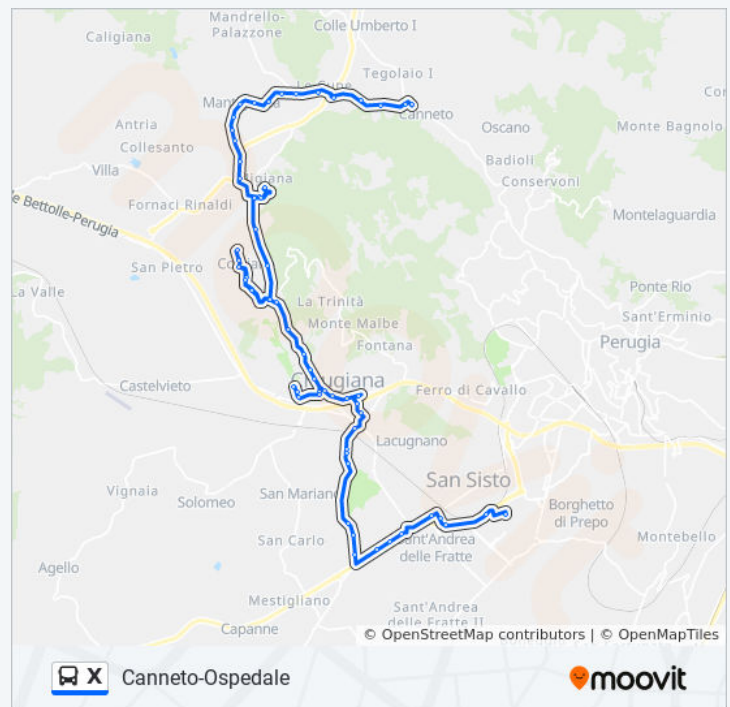 Mandrello-
Palazzone
Colle Umberto I
Caligiana
Tegolaio I
Canneto
Cor
Antria
Oscano
Monte Bagnolo
Collesanto
Badioli
Villa
Conservoni
Fornaci Rinaldi
Montelaguardia
le Bettolle-Perugia
San Pietro
Ponte Rio
La Valle
La Trinità
Sant'Erminio
Monte Malbe
Fontana
Perugia
Castelvieto
Ferro di Cavallo
Lacugnano
San Sisto
Vignaia
Solomeo
San Mariano
Borghetto
di Prepo
San Carlo
Sant'Andrea
delle Fratte
Montebello
Agello
Mestigliano
Sant'Andrea
delle Fratte II
Capanne
© OpenStreetMap contributors | © OpenMapTiles
X
Canneto-Ospedale
moovit